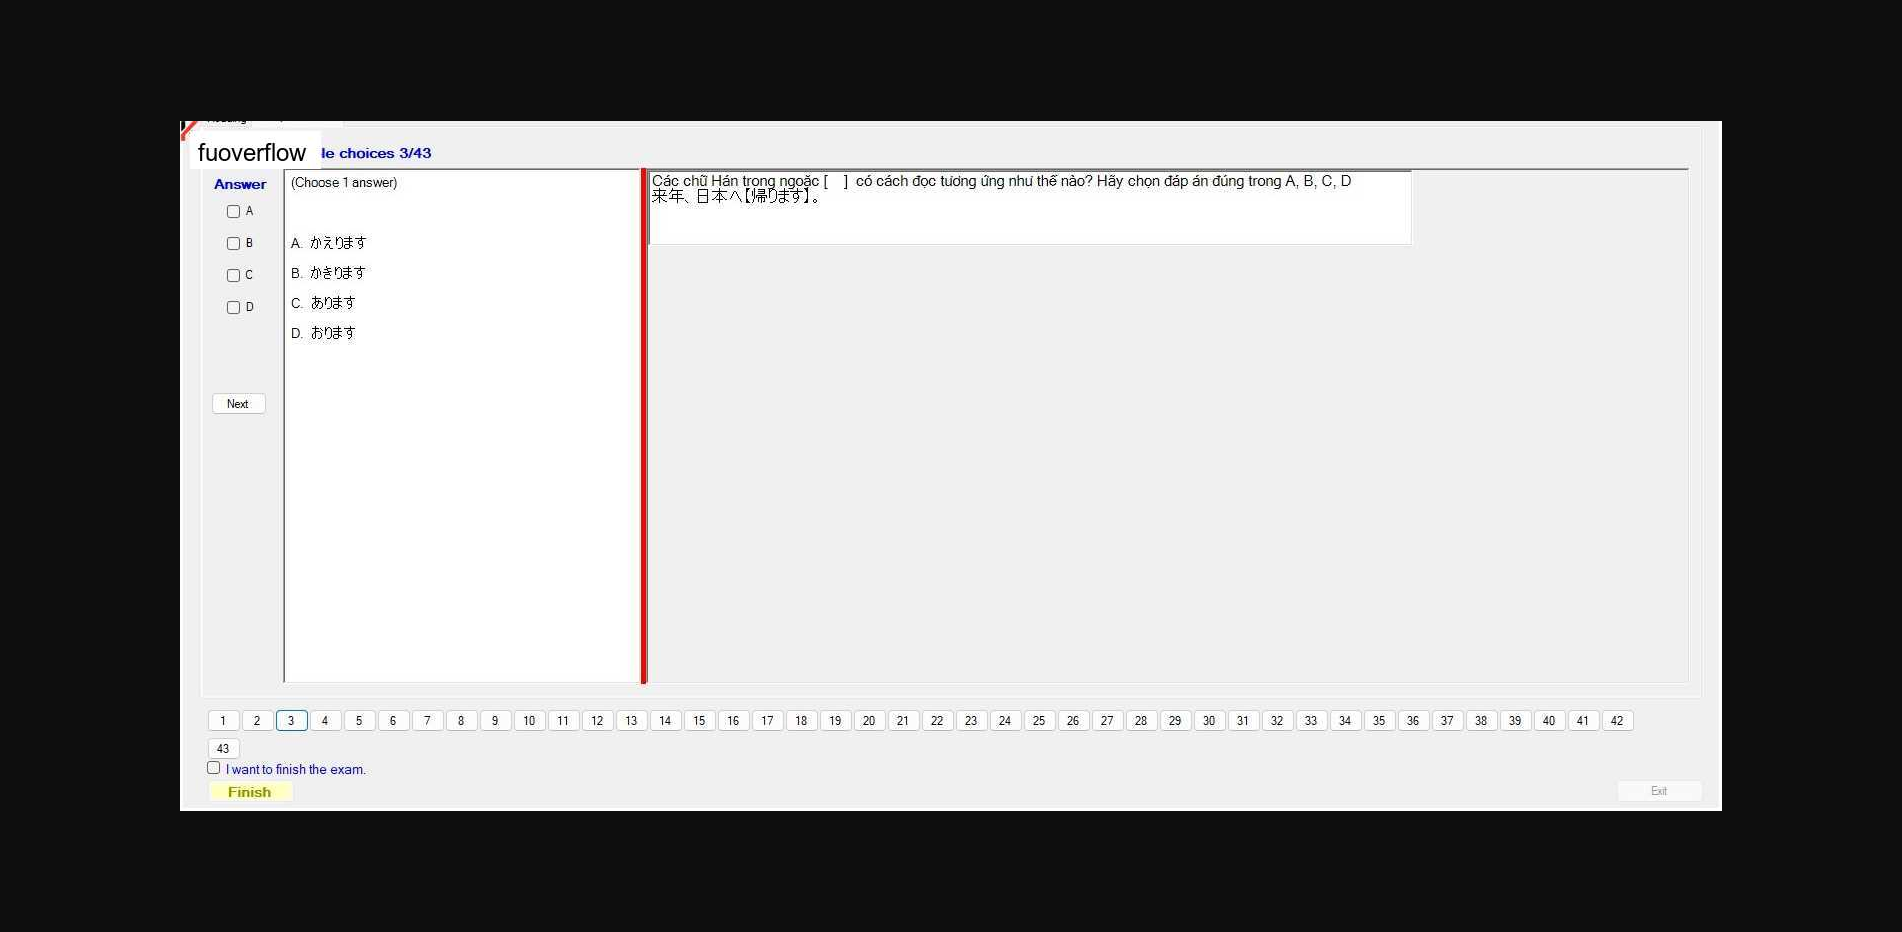 fuoverflow
le choices 3/43
Answer
(Choose 1 answer)
A
B
C
D
A. かえります
B. かきります
C. あります
D. おります
Next
Các chữ Hán trong ngoặc [ ] có cách đọc tương ứng như thế nào? Hãy chọn đáp án đúng trong A, B, C, D
来年、日本へ【帰ります】。
1 2 3 4 5 6 7 8 9 10 11 12 13 14 15 16 17 18 19 20 21 22 23 24 25 26 27 28 29 30 31 32 33 34 35 36 37 38 39 40 41 42
43
I want to finish the exam.
Finish
Exit